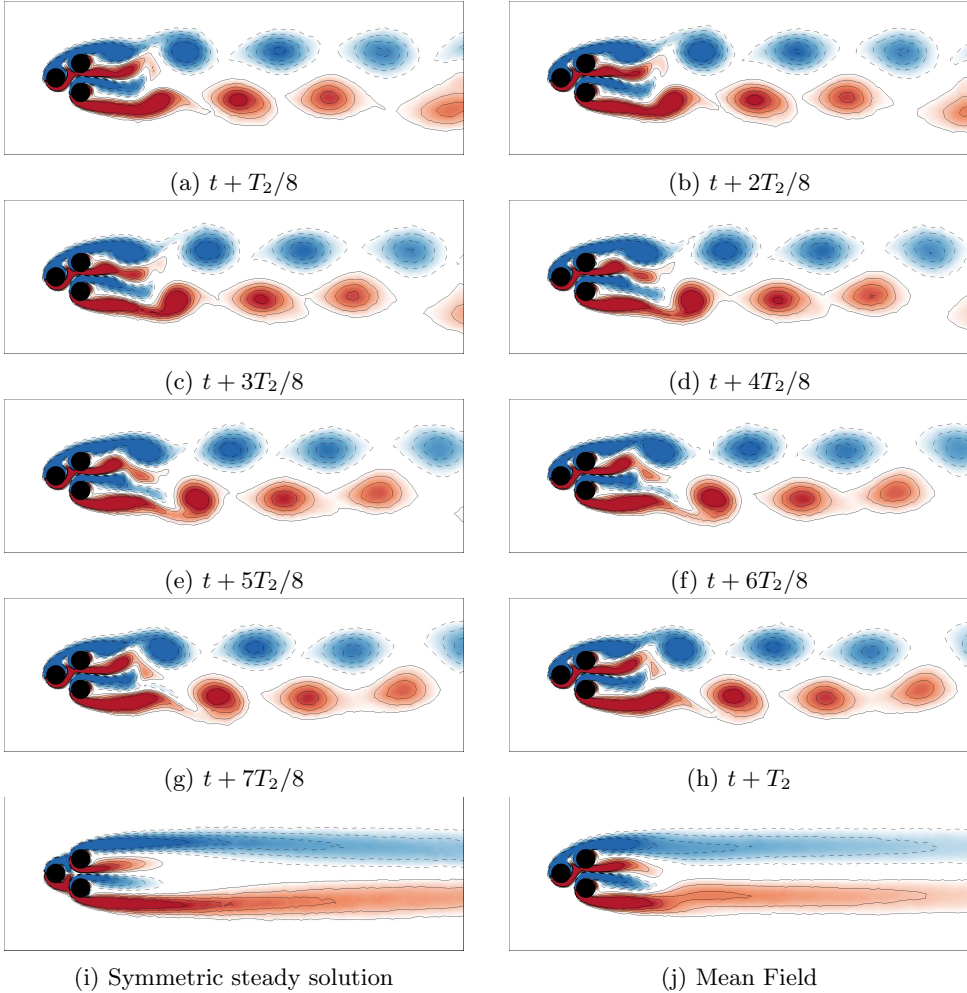 (a) t + T₂/8
(b) t + 2T₂/8
(c) t + 3T₂/8
(d) t + 4T₂/8
(e) t + 5T₂/8
(f) t + 6T₂/8
(g) t + 7T₂/8
(h) t + T₂
(i) Symmetric steady solution
(j) Mean Field